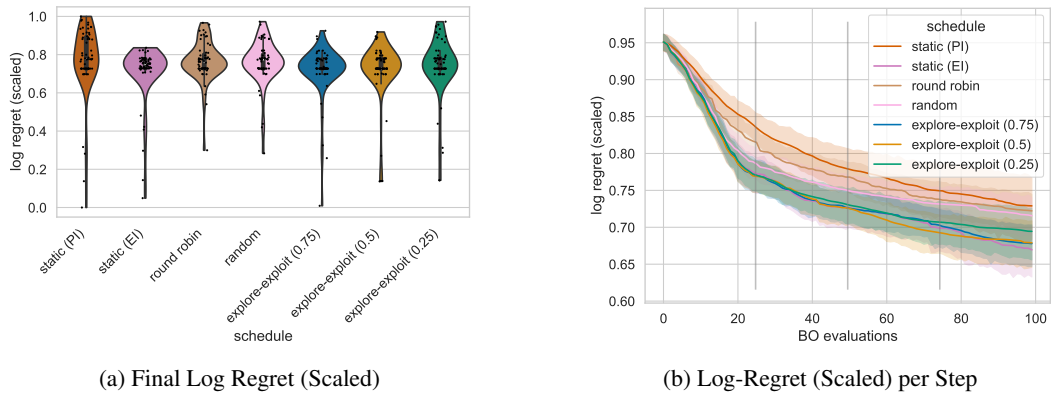 1.0
0.8
0.6
0.4
0.2
0.0
log regret (scaled)
static (PI)
static (EI)
round robin
random
explore-exploit (0.75)
explore-exploit (0.5)
explore-exploit (0.25)
schedule
(a) Final Log Regret (Scaled)
0.95
0.90
0.85
0.80
0.75
0.70
0.65
0.60
log regret (scaled)
schedule
static (PI)
static (EI)
round robin
random
explore-exploit (0.75)
explore-exploit (0.5)
explore-exploit (0.25)
0
20
40
60
80
100
BO evaluations
(b) Log-Regret (Scaled) per Step